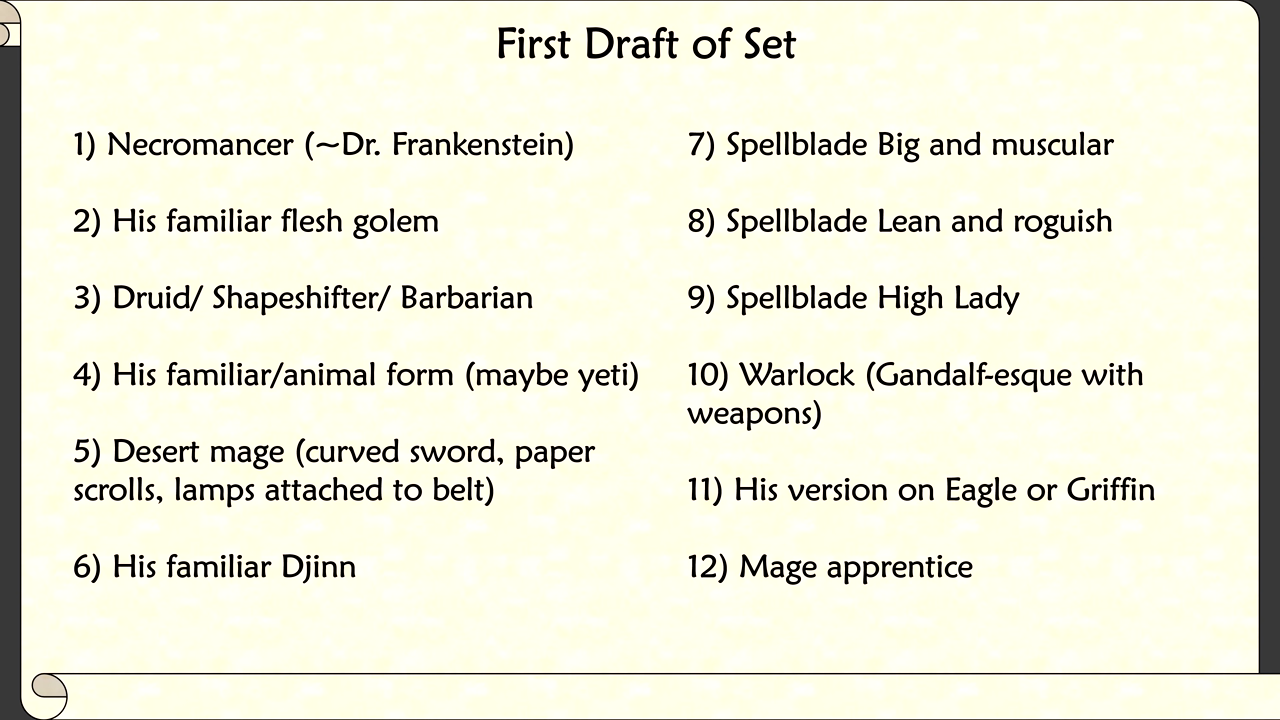 First Draft of Set
1) Necromancer (~Dr. Frankenstein)
2) His familiar flesh golem
3) Druid/ Shapeshifter/ Barbarian
4) His familiar/animal form (maybe yeti)
5) Desert mage (curved sword, paper
scrolls, lamps attached to belt)
6) His familiar Djinn
7) Spellblade Big and muscular
8) Spellblade Lean and roguish
9) Spellblade High Lady
10) Warlock (Gandalf-esque with
weapons)
11) His version on Eagle or Griffin
12) Mage apprentice